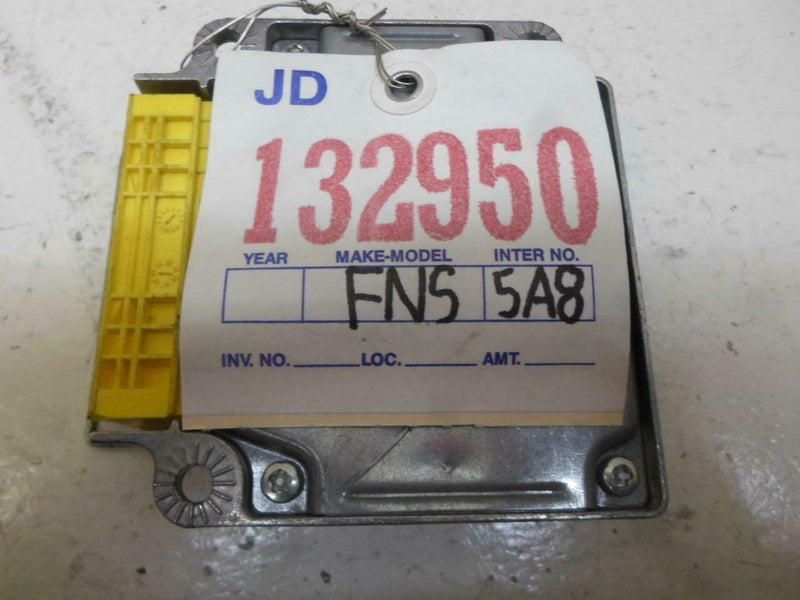 JD
132950
YEAR MAKE-MODEL INTER NO.
FNS 5A8
INV. NO. LOC. AMT.